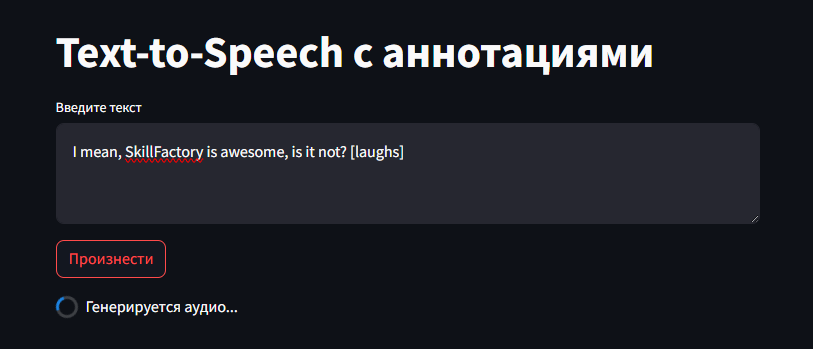 Text-to-Speech с аннотациями
Введите текст
I mean, SkillFactory is awesome, is it not? [laughs]
Произнести
Генерируется аудио...